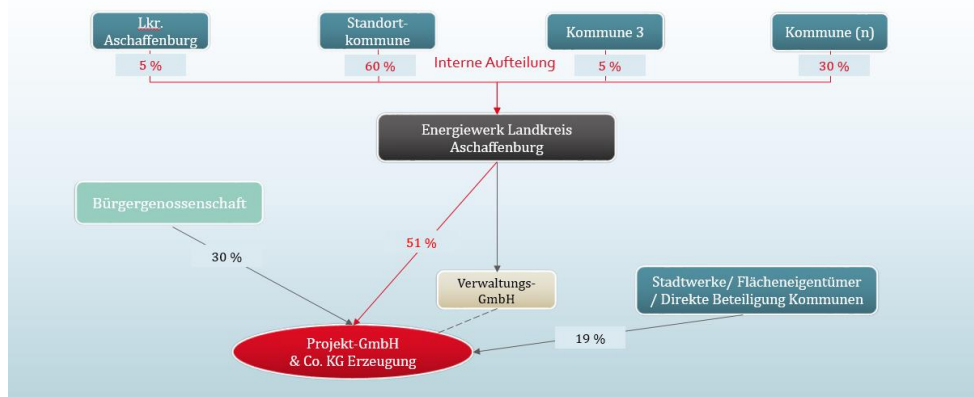 Lkr.
Aschaffenburg
Standort-
kommune
Kommune 3
Kommune (n)
5 %
60 %
Interne Aufteilung
5 %
30 %
Energiewerk Landkreis
Aschaffenburg
Bürgergenossenschaft
51 %
30 %
Verwaltungs-
GmbH
Stadtwerke/ Flächeneigentümer
/ Direkte Beteiligung Kommunen
Projekt-GmbH
& Co. KG Erzeugung
19 %